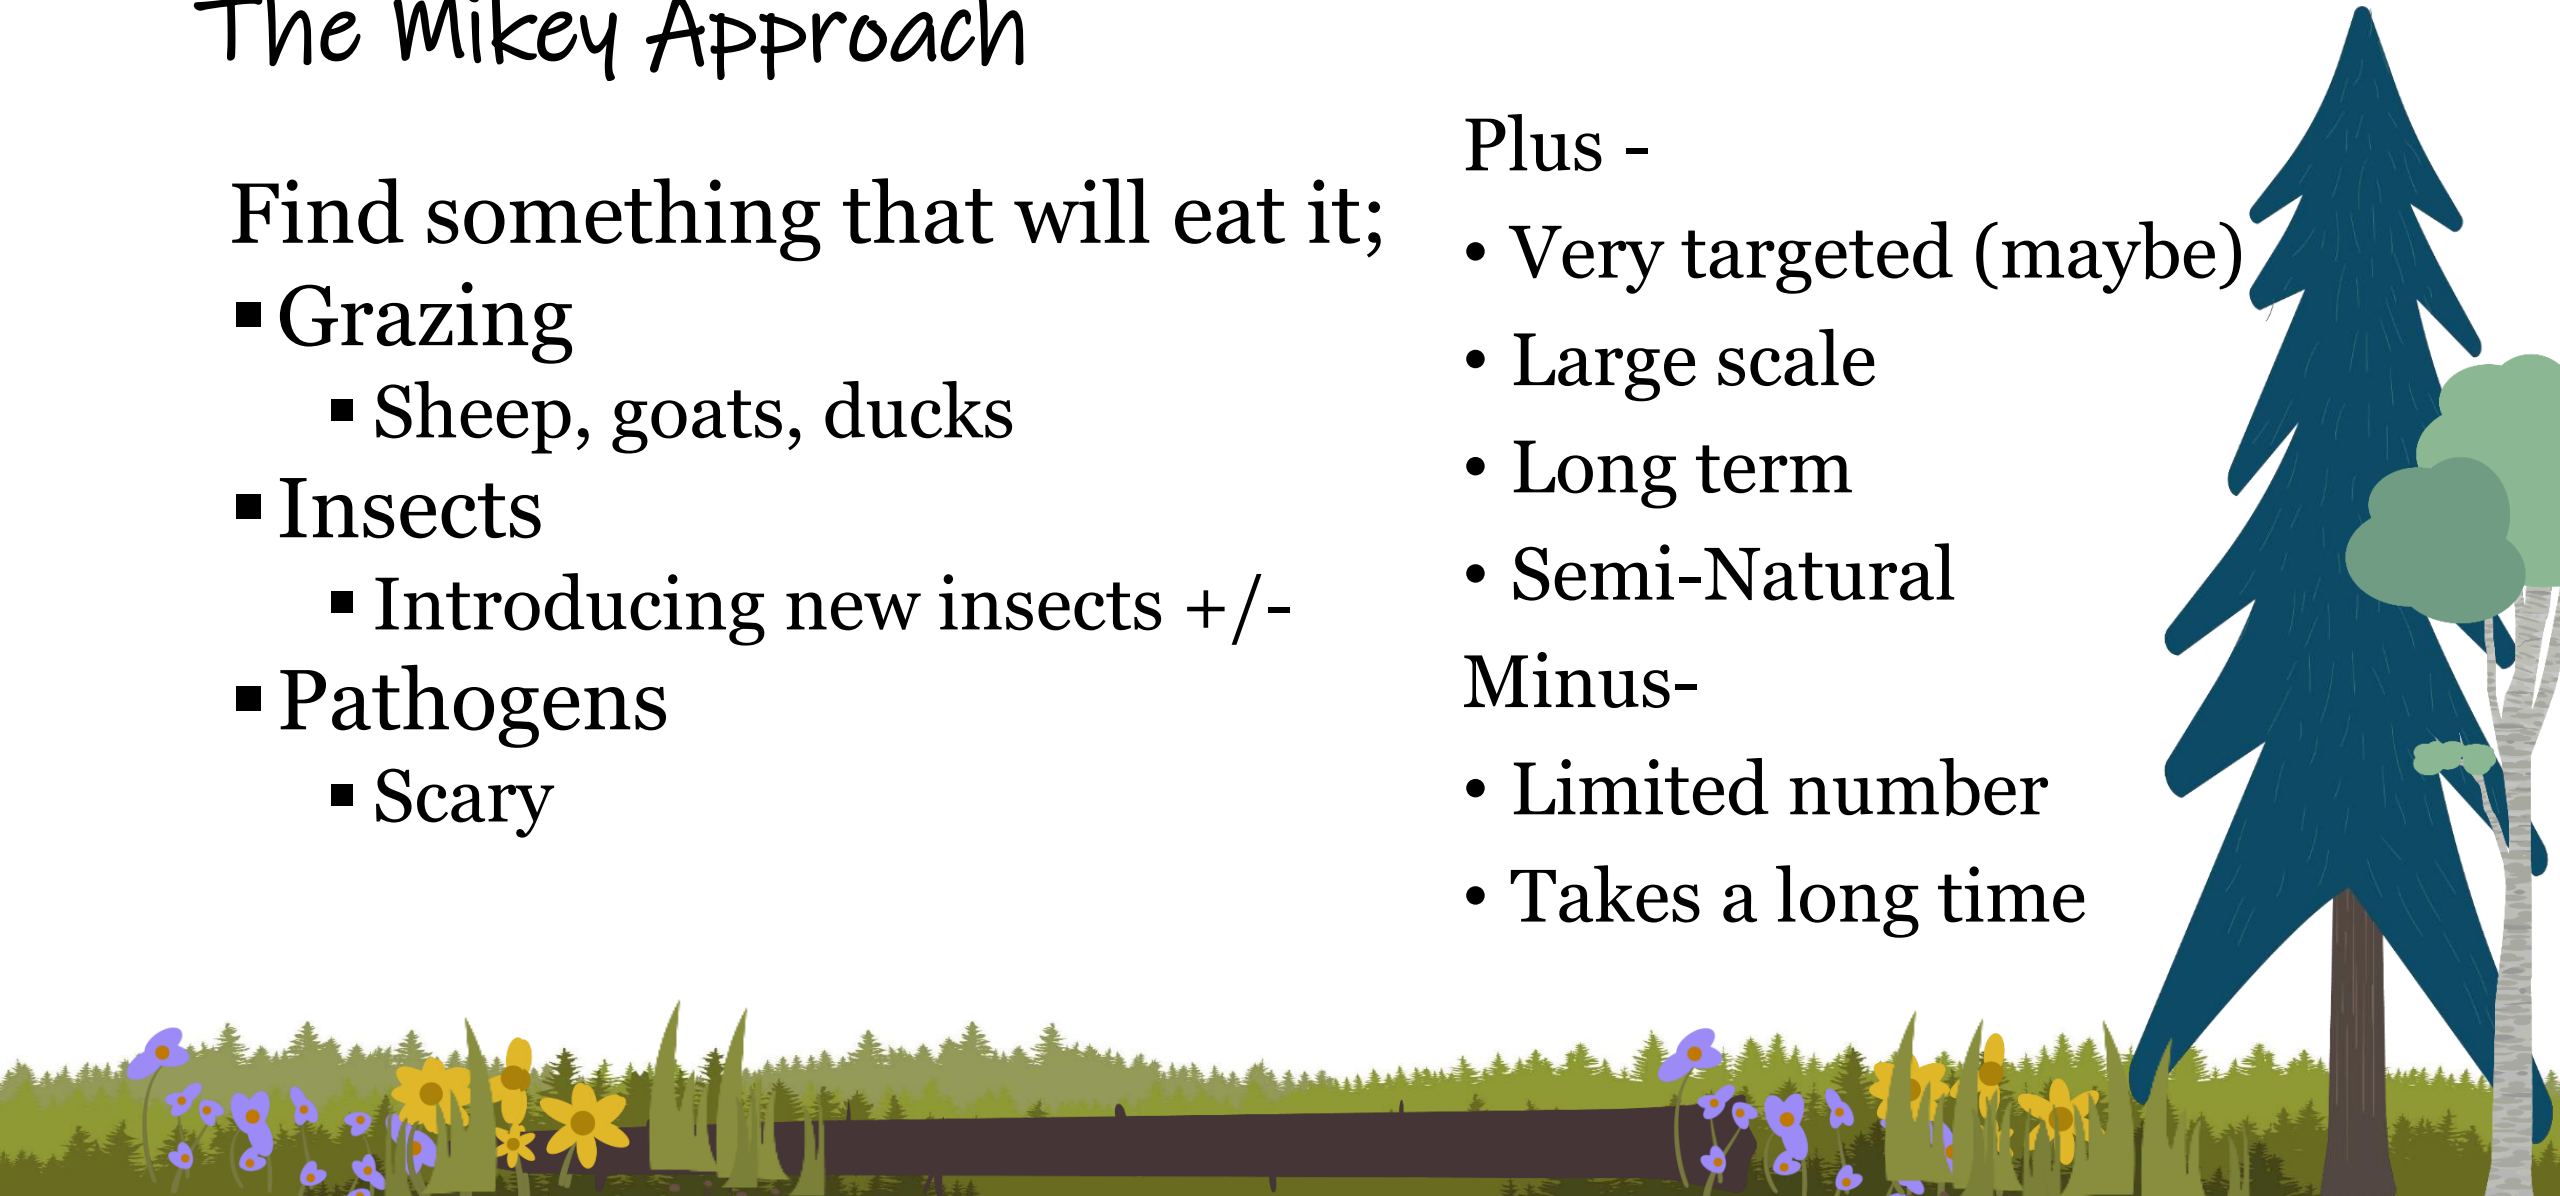 The Mikey Approach
Find something that will eat it;
▪ Grazing
▪ Sheep, goats, ducks
▪ Insects
▪ Introducing new insects +/-
▪ Pathogens
▪ Scary
Plus -
• Very targeted (maybe)
• Large scale
• Long term
• Semi-Natural
Minus-
• Limited number
• Takes a long time